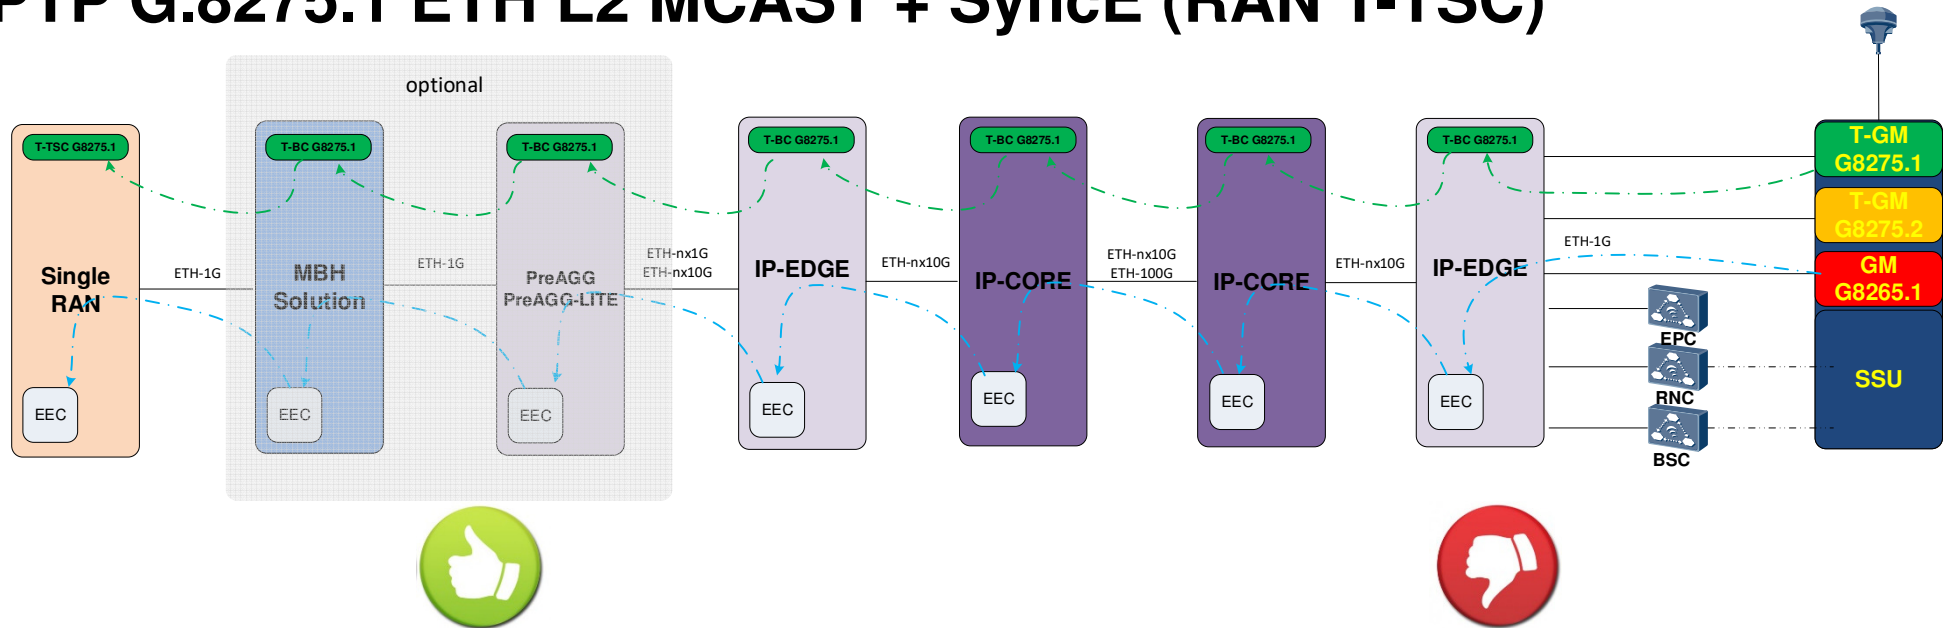 PTP G.8275.1 ETH L2 MCAST + SyncE (RAN T-TSC)
optional
T-TSC G8275.1
T-BC G8275.1
T-BC G8275.1
T-BC G8275.1
T-BC G8275.1
T-BC G8275.1
T-BC G8275.1
T-GM
G8275.1
T-GM
G8275.2
GM
G8265.1
SSU
Single
RAN
ETH-1G
MBH
Solution
ETH-1G
PreAGG
PreAGG-LITE
ETH-nx1G
ETH-nx10G
IP-EDGE
ETH-nx10G
IP-CORE
ETH-nx10G
ETH-100G
IP-CORE
ETH-nx10G
IP-EDGE
ETH-1G
EPC
RNC
BSC
EEC
EEC
EEC
EEC
EEC
EEC
EEC